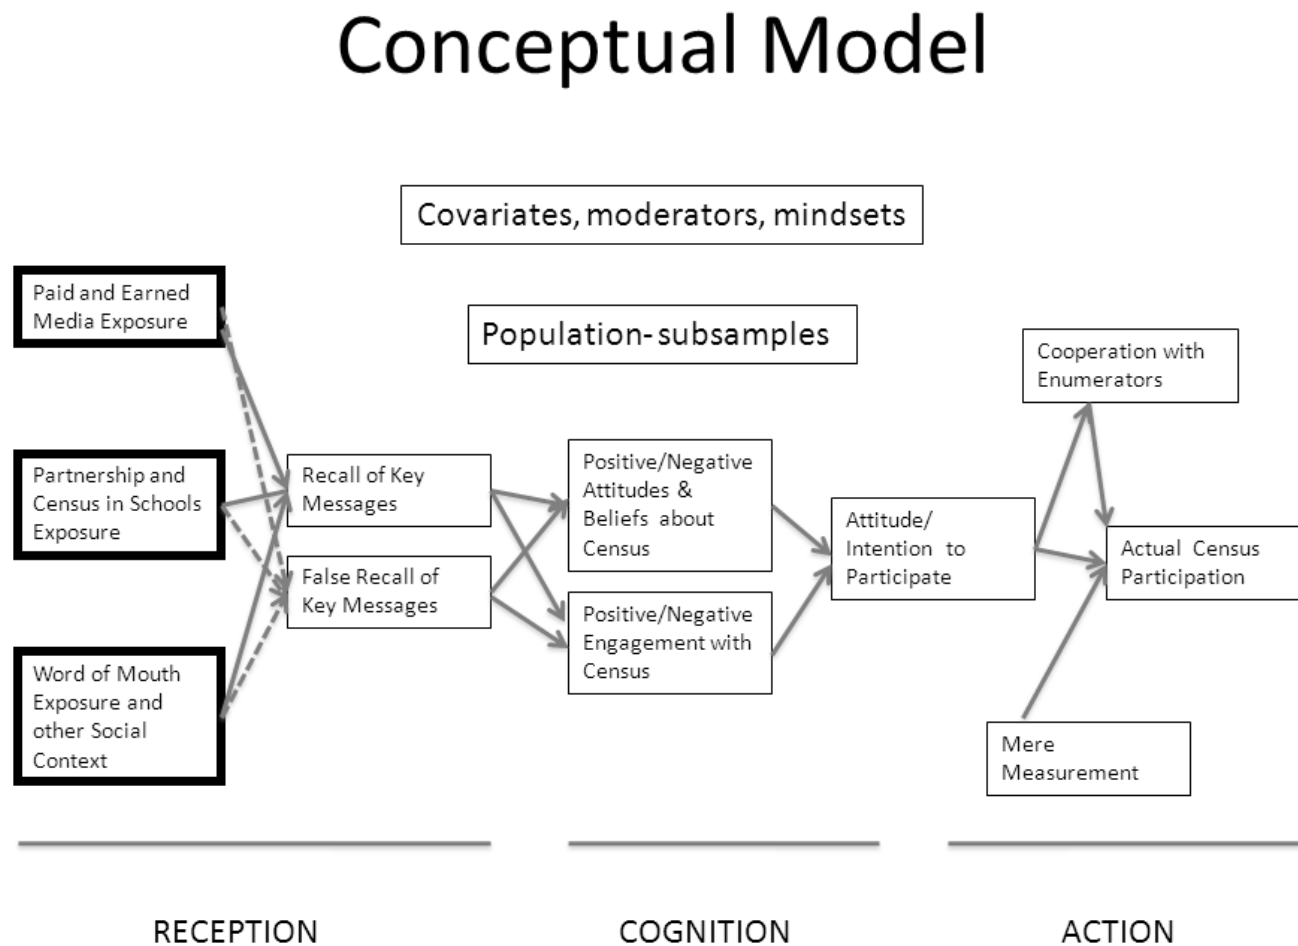 Conceptual Model
Covariates, moderators, mindsets
Population-subsamples
Paid and Earned
Media Exposure
Partnership and
Census in Schools
Exposure
Word of Mouth
Exposure and
other Social
Context
Recall of Key
Messages
False Recall of
Key Messages
Positive/Negative
Attitudes &
Beliefs about
Census
Positive/Negative
Engagement with
Census
Attitude/
Intention to
Participate
Cooperation with
Enumerators
Actual Census
Participation
Mere
Measurement
RECEPTION
COGNITION
ACTION